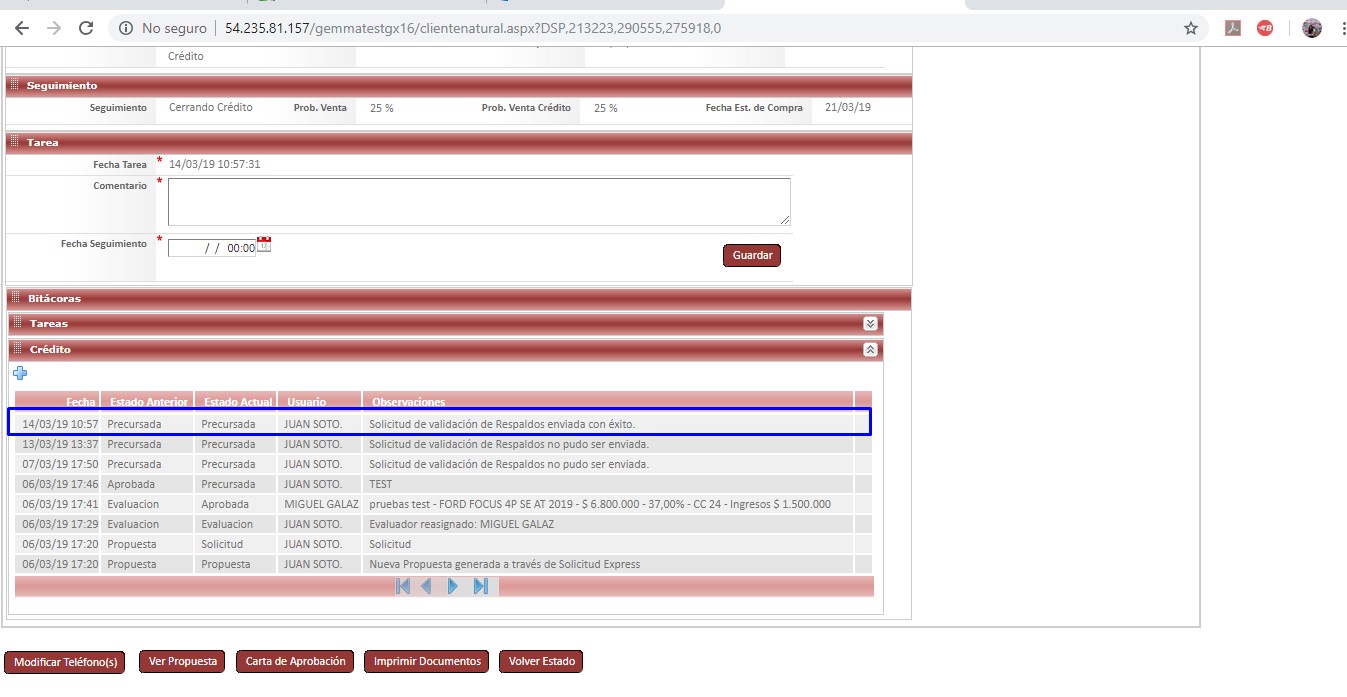 No seguro | 54.235.81.157/gemmatestgx16/clientenatural.aspx?DSP,213223,290555,275918,0
Crédito
Seguimiento
Seguimiento Cerrando Crédito Prob. Venta 25 % Prob. Venta Crédito 25 % Fecha Est. de Compra 21/03/19
Tarea
Fecha Tarea * 14/03/19 10:57:31
Comentario *
Fecha Seguimiento * / / 00:00
Guardar
Bitácoras
Tareas
Crédito
Fecha Estado Anterior Estado Actual Usuario Observaciones
14/03/19 10:57 Precursada Precursada JUAN SOTO. Solicitud de validación de Respaldos enviada con éxito.
13/03/19 13:37 Precursada Precursada JUAN SOTO. Solicitud de validación de Respaldos no pudo ser enviada.
07/03/19 17:50 Precursada Precursada JUAN SOTO. Solicitud de validación de Respaldos no pudo ser enviada.
06/03/19 17:46 Aprobada Precursada JUAN SOTO. TEST
06/03/19 17:41 Evaluacion Aprobada MIGUEL GALAZ pruebas test - FORD FOCUS 4P SE AT 2019 - $ 6.800.000 - 37,00% - CC 24 - Ingresos $ 1.500.000
06/03/19 17:29 Evaluacion Evaluacion JUAN SOTO. Evaluador reasignado: MIGUEL GALAZ
06/03/19 17:20 Propuesta Solicitud JUAN SOTO. Solicitud
06/03/19 17:20 Propuesta Propuesta JUAN SOTO. Nueva Propuesta generada a través de Solicitud Express
Modificar Teléfono(s) Ver Propuesta Carta de Aprobación Imprimir Documentos Volver Estado